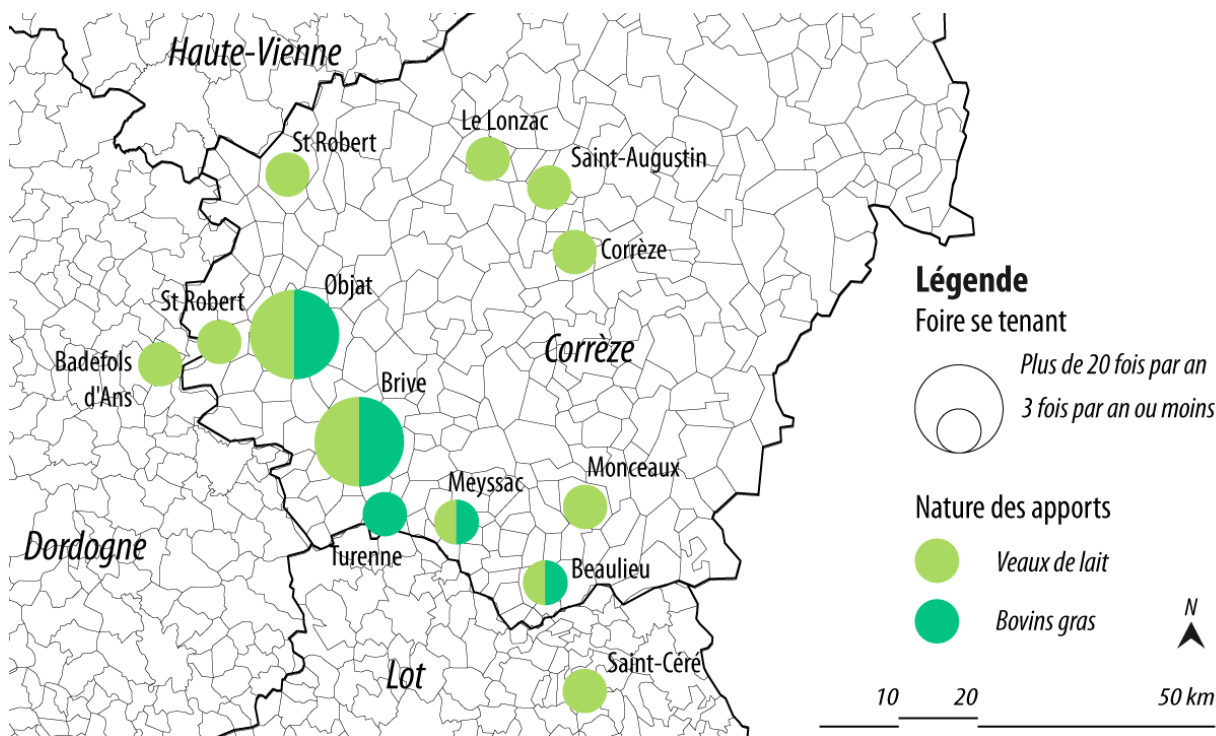 Haute-Vienne
St Robert
Le Lonzac
Saint-Augustin
Corrèze
Objat
St Robert
Badefols
d'Ans
Corrèze
Brive
Meyssac
Monceaux
Dordogne
Turenne
Beaulieu
Lot
Saint-Céré
Légende
Foire se tenant
Plus de 20 fois par an
3 fois par an ou moins
Nature des apports
Veaux de lait
Bovins gras
N
10 20 50 km